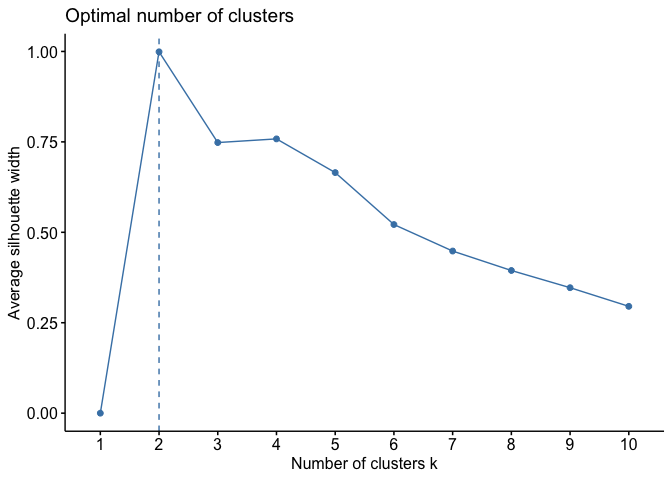 Optimal number of clusters
1.00
0.75
0.50
0.25
0.00
Average silhouette width
1 2 3 4 5 6 7 8 9 10
Number of clusters k